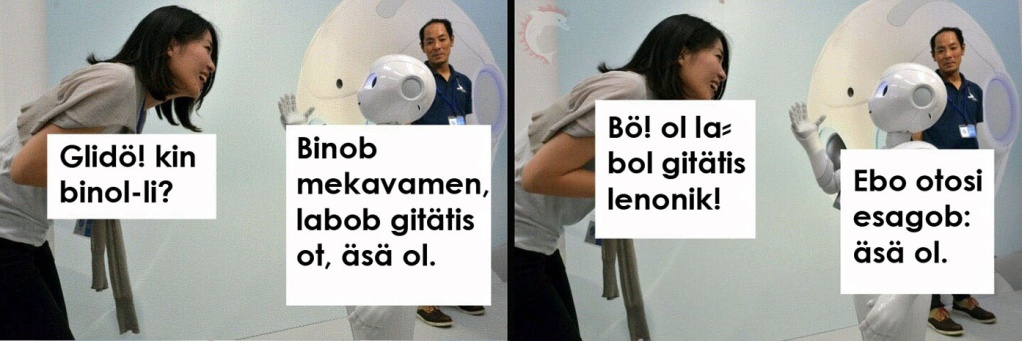 Glidö! kin
binol-li?
Binob
mekavamen,
labob gitätis
ot, äsä ol.
Bö! ol la⸗
bol gitätis
lenonik!
Ebo otosi
esagob:
äsä ol.